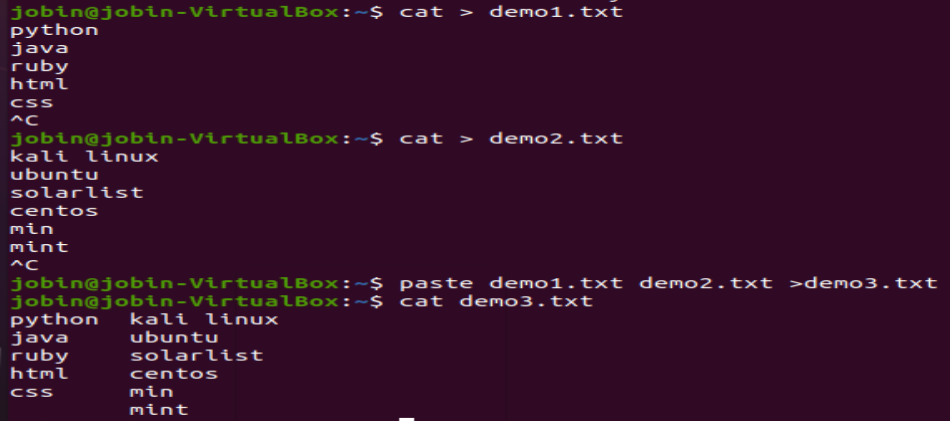 jobin@jobin-VirtualBox:~$ cat > demo1.txt
python
java
ruby
html
css
^C
jobin@jobin-VirtualBox:~$ cat > demo2.txt
kali linux
ubuntu
solarlist
centos
min
mint
^C
jobin@jobin-VirtualBox:~$ paste demo1.txt demo2.txt >demo3.txt
jobin@jobin-VirtualBox:~$ cat demo3.txt
python  kali linux
java    ubuntu
ruby    solarlist
html    centos
css     min
        mint